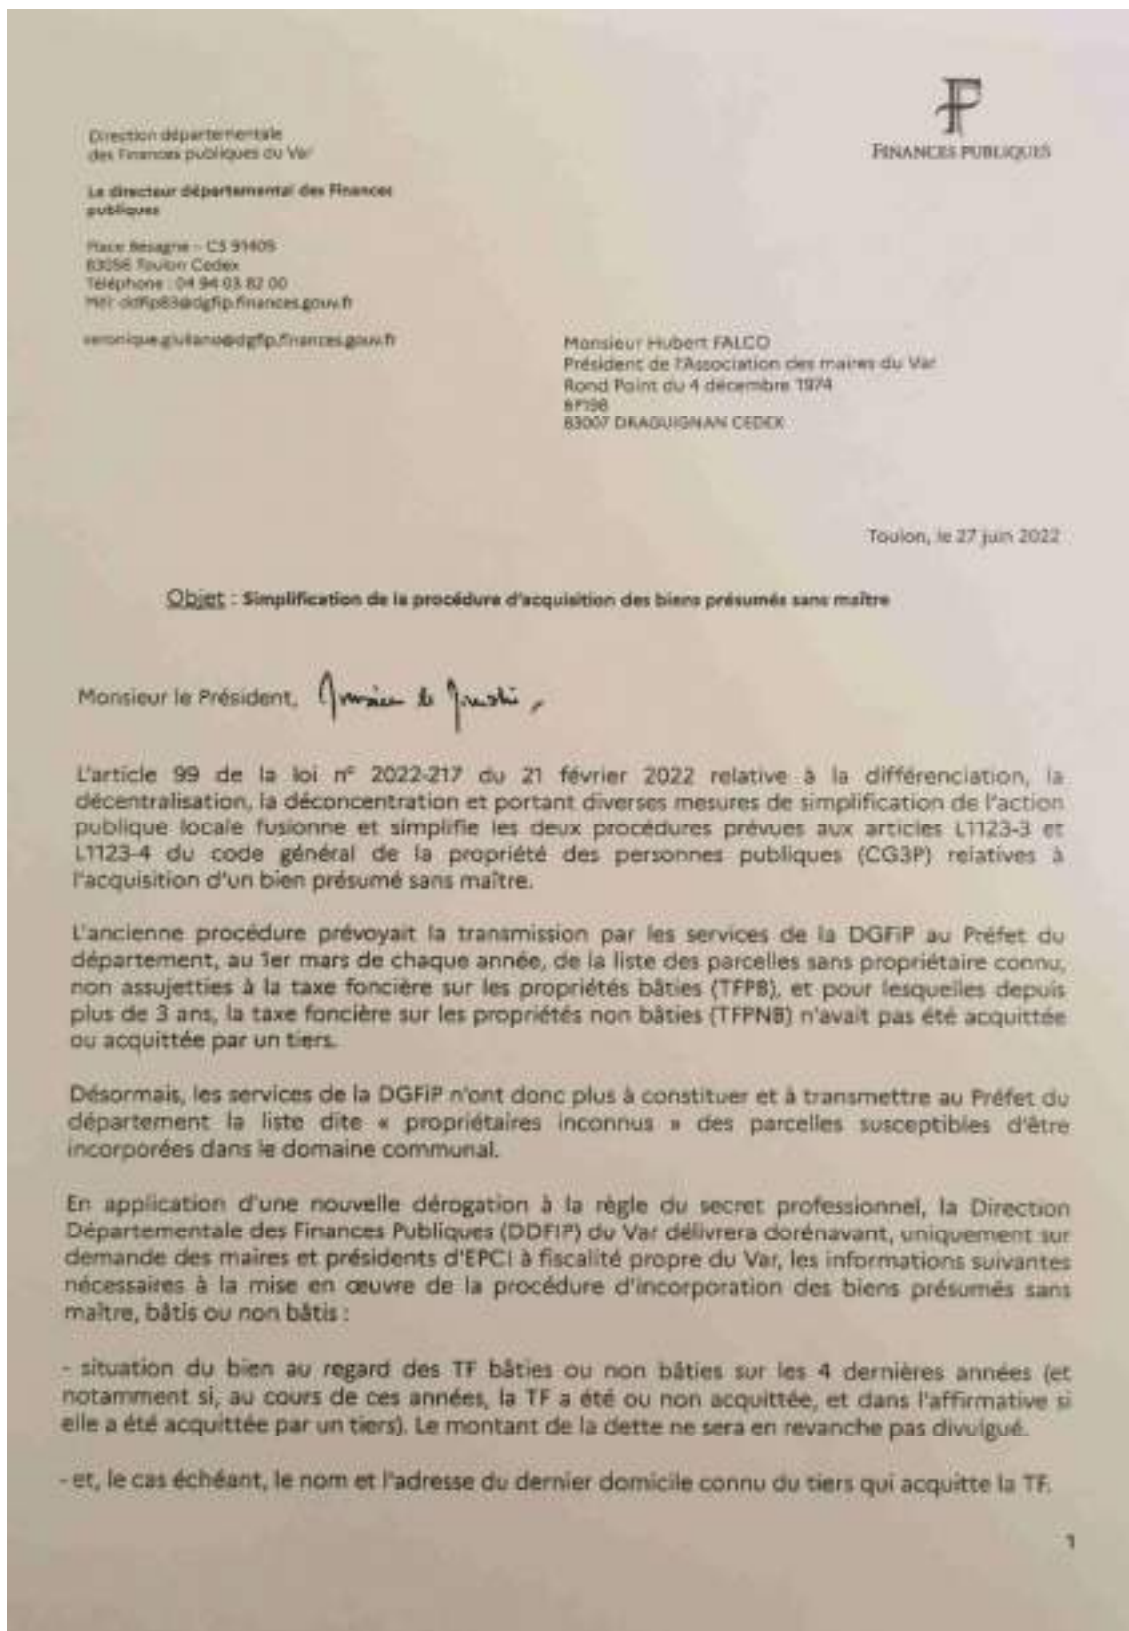 Direction départementale
des Finances publiques du Var
FINANCES PUBLIQUES
Le directeur départemental des Finances
publiques
Place Besagne - CS 91409
83056 Toulon Cedex
Téléphone : 04 94 03 82 00
Mél: ddfip83@dgfip.finances.gouv.fr
veronique.giuliano@dgfip.finances.gouv.fr
Monsieur Hubert FALCO
Président de l'Association des maires du Var
Rond Point du 4 décembre 1974
BP198
83007 DRAGUIGNAN CEDEX
Toulon, le 27 juin 2022
Objet : Simplification de la procédure d'acquisition des biens présumés sans maître
Monsieur le Président, Monsieur le Président,
L'article 99 de la loi n° 2022-217 du 21 février 2022 relative à la différenciation, la
décentralisation, la déconcentration et portant diverses mesures de simplification de l'action
publique locale fusionne et simplifie les deux procédures prévues aux articles L1123-3 et
L1123-4 du code général de la propriété des personnes publiques (CG3P) relatives à
l'acquisition d'un bien présumé sans maître.
L'ancienne procédure prévoyait la transmission par les services de la DGFiP au Préfet du
département, au 1er mars de chaque année, de la liste des parcelles sans propriétaire connu,
non assujetties à la taxe foncière sur les propriétés bâties (TFPB), et pour lesquelles depuis
plus de 3 ans, la taxe foncière sur les propriétés non bâties (TFPNB) n'avait pas été acquittée
ou acquittée par un tiers.
Désormais, les services de la DGFiP n'ont donc plus à constituer et à transmettre au Préfet du
département la liste dite « propriétaires inconnus » des parcelles susceptibles d'être
incorporées dans le domaine communal.
En application d'une nouvelle dérogation à la règle du secret professionnel, la Direction
Départementale des Finances Publiques (DDFIP) du Var délivrera dorénavant, uniquement sur
demande des maires et présidents d'EPCI à fiscalité propre du Var, les informations suivantes
nécessaires à la mise en œuvre de la procédure d'incorporation des biens présumés sans
maître, bâtis ou non bâtis :
- situation du bien au regard des TF bâties ou non bâties sur les 4 dernières années (et
notamment si, au cours de ces années, la TF a été ou non acquittée, et dans l'affirmative si
elle a été acquittée par un tiers). Le montant de la dette ne sera en revanche pas divulgué.
- et, le cas échéant, le nom et l'adresse du dernier domicile connu du tiers qui acquitte la TF.
1